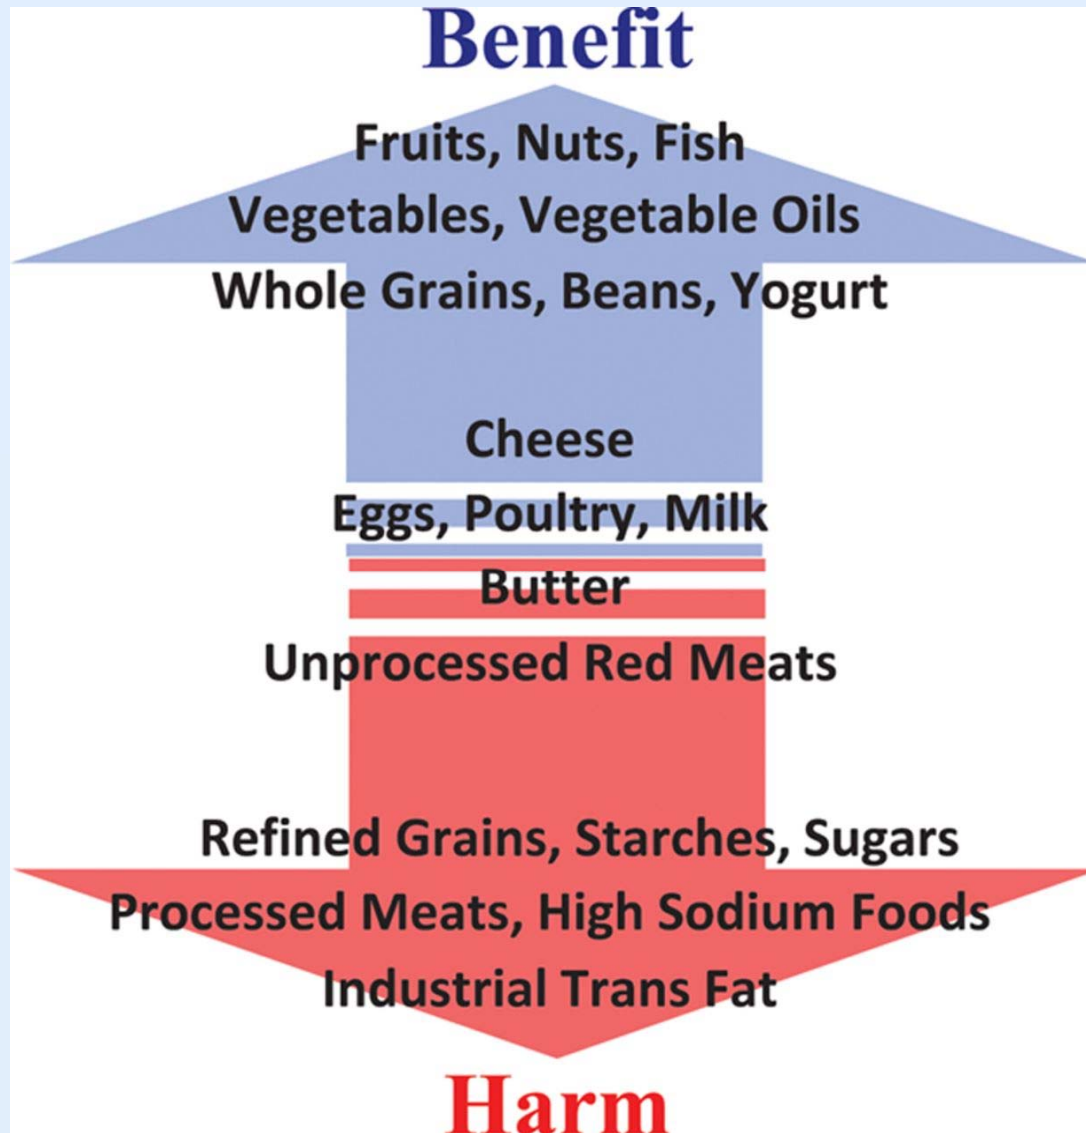 Benefit
Fruits, Nuts, Fish
Vegetables, Vegetable Oils
Whole Grains, Beans, Yogurt
Cheese
Eggs, Poultry, Milk
Butter
Unprocessed Red Meats
Refined Grains, Starches, Sugars
Processed Meats, High Sodium Foods
Industrial Trans Fat
Harm